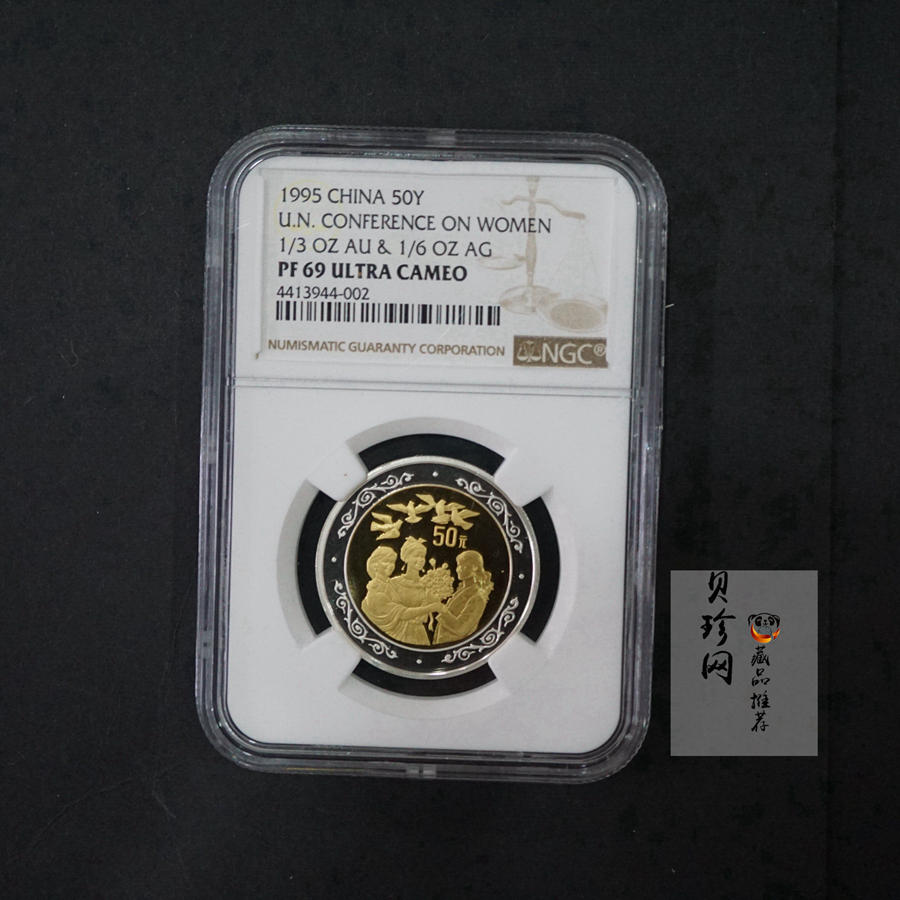 1995 CHINA 50Y
U.N. CONFERENCE ON WOMEN
1/3 OZ AU & 1/6 OZ AG
PF 69 ULTRA CAMEO
4413944-002
NUMISMATIC GUARANTY CORPORATION
NGC®
50元
贝珍网
藏品推荐